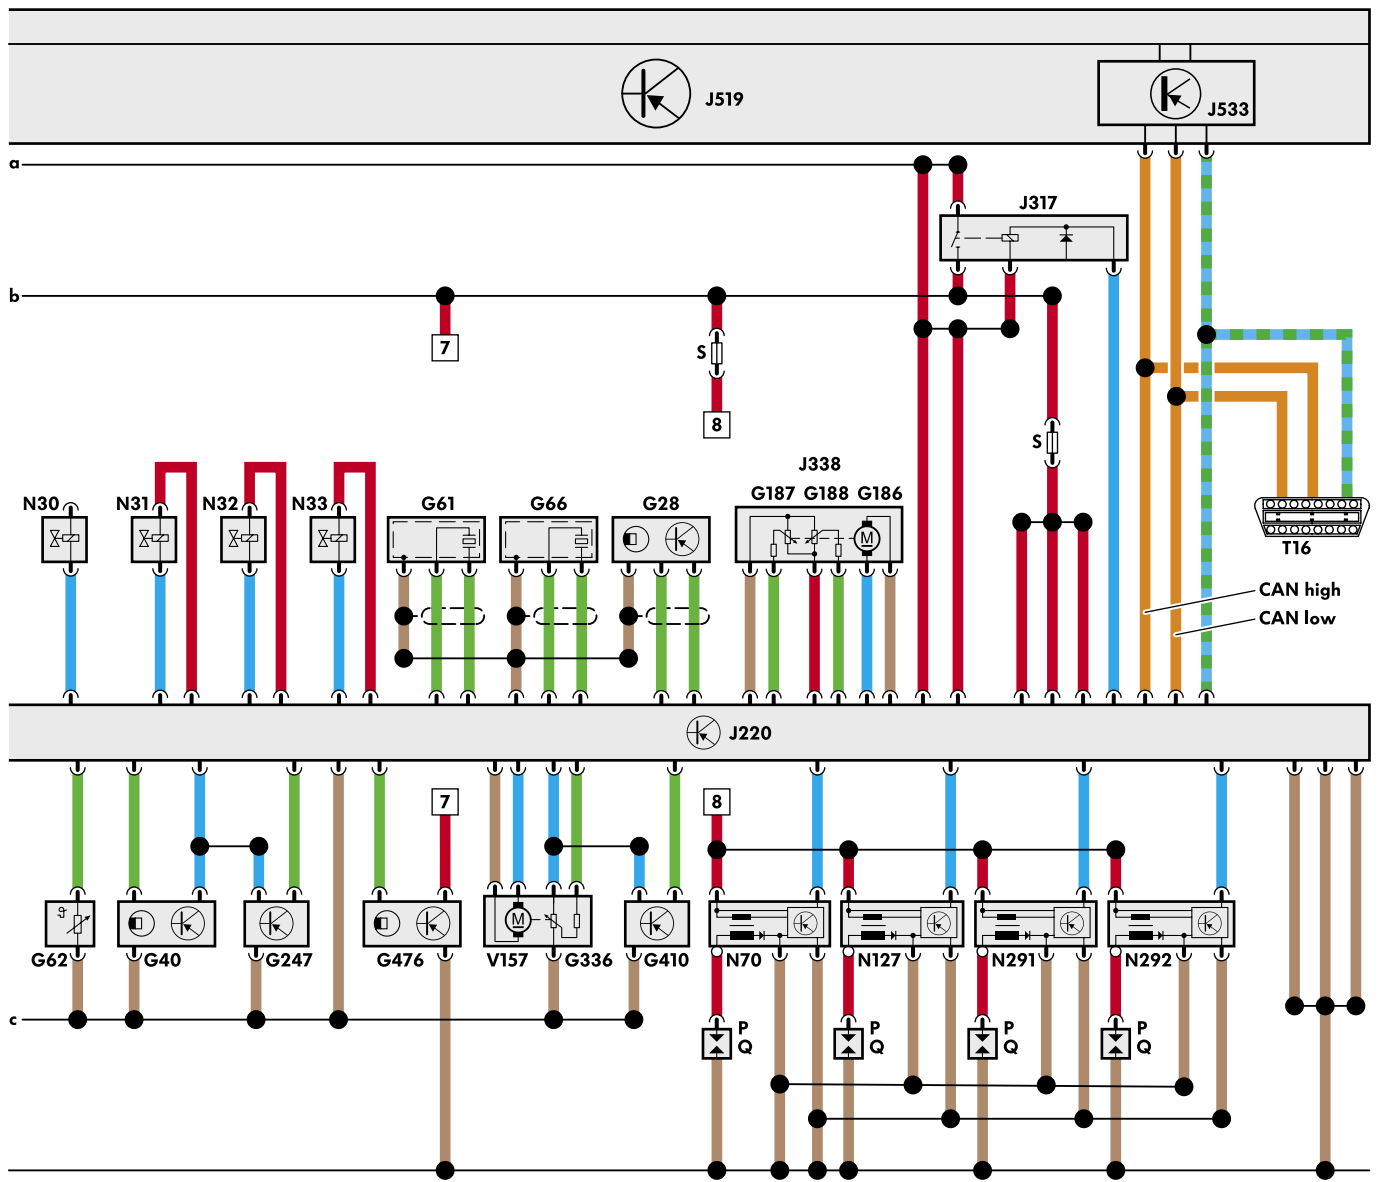 J519
J533
a
J317
b
7
S
8
S
J338
N30 N31 N32 N33 G61 G66 G28 G187 G188 G186
M
T16
CAN high
CAN low
J220
7
8
ϑ
M
G62 G40 G247 G476 V157 G336 G410 N70 N127 N291 N292
c
P P P P
Q Q Q Q